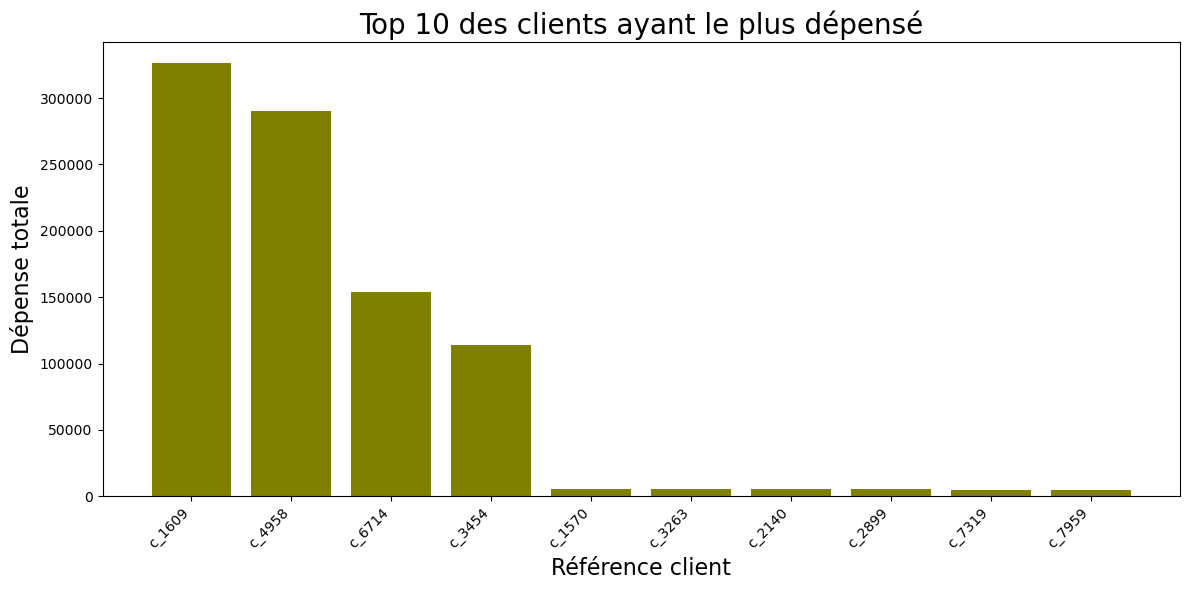 Top 10 des clients ayant le plus dépensé
Dépense totale
300000
250000
200000
150000
100000
50000
0
c_1609
c_4958
c_6714
c_3454
c_1570
c_3263
c_2140
c_2899
c_7319
c_7959
Référence client